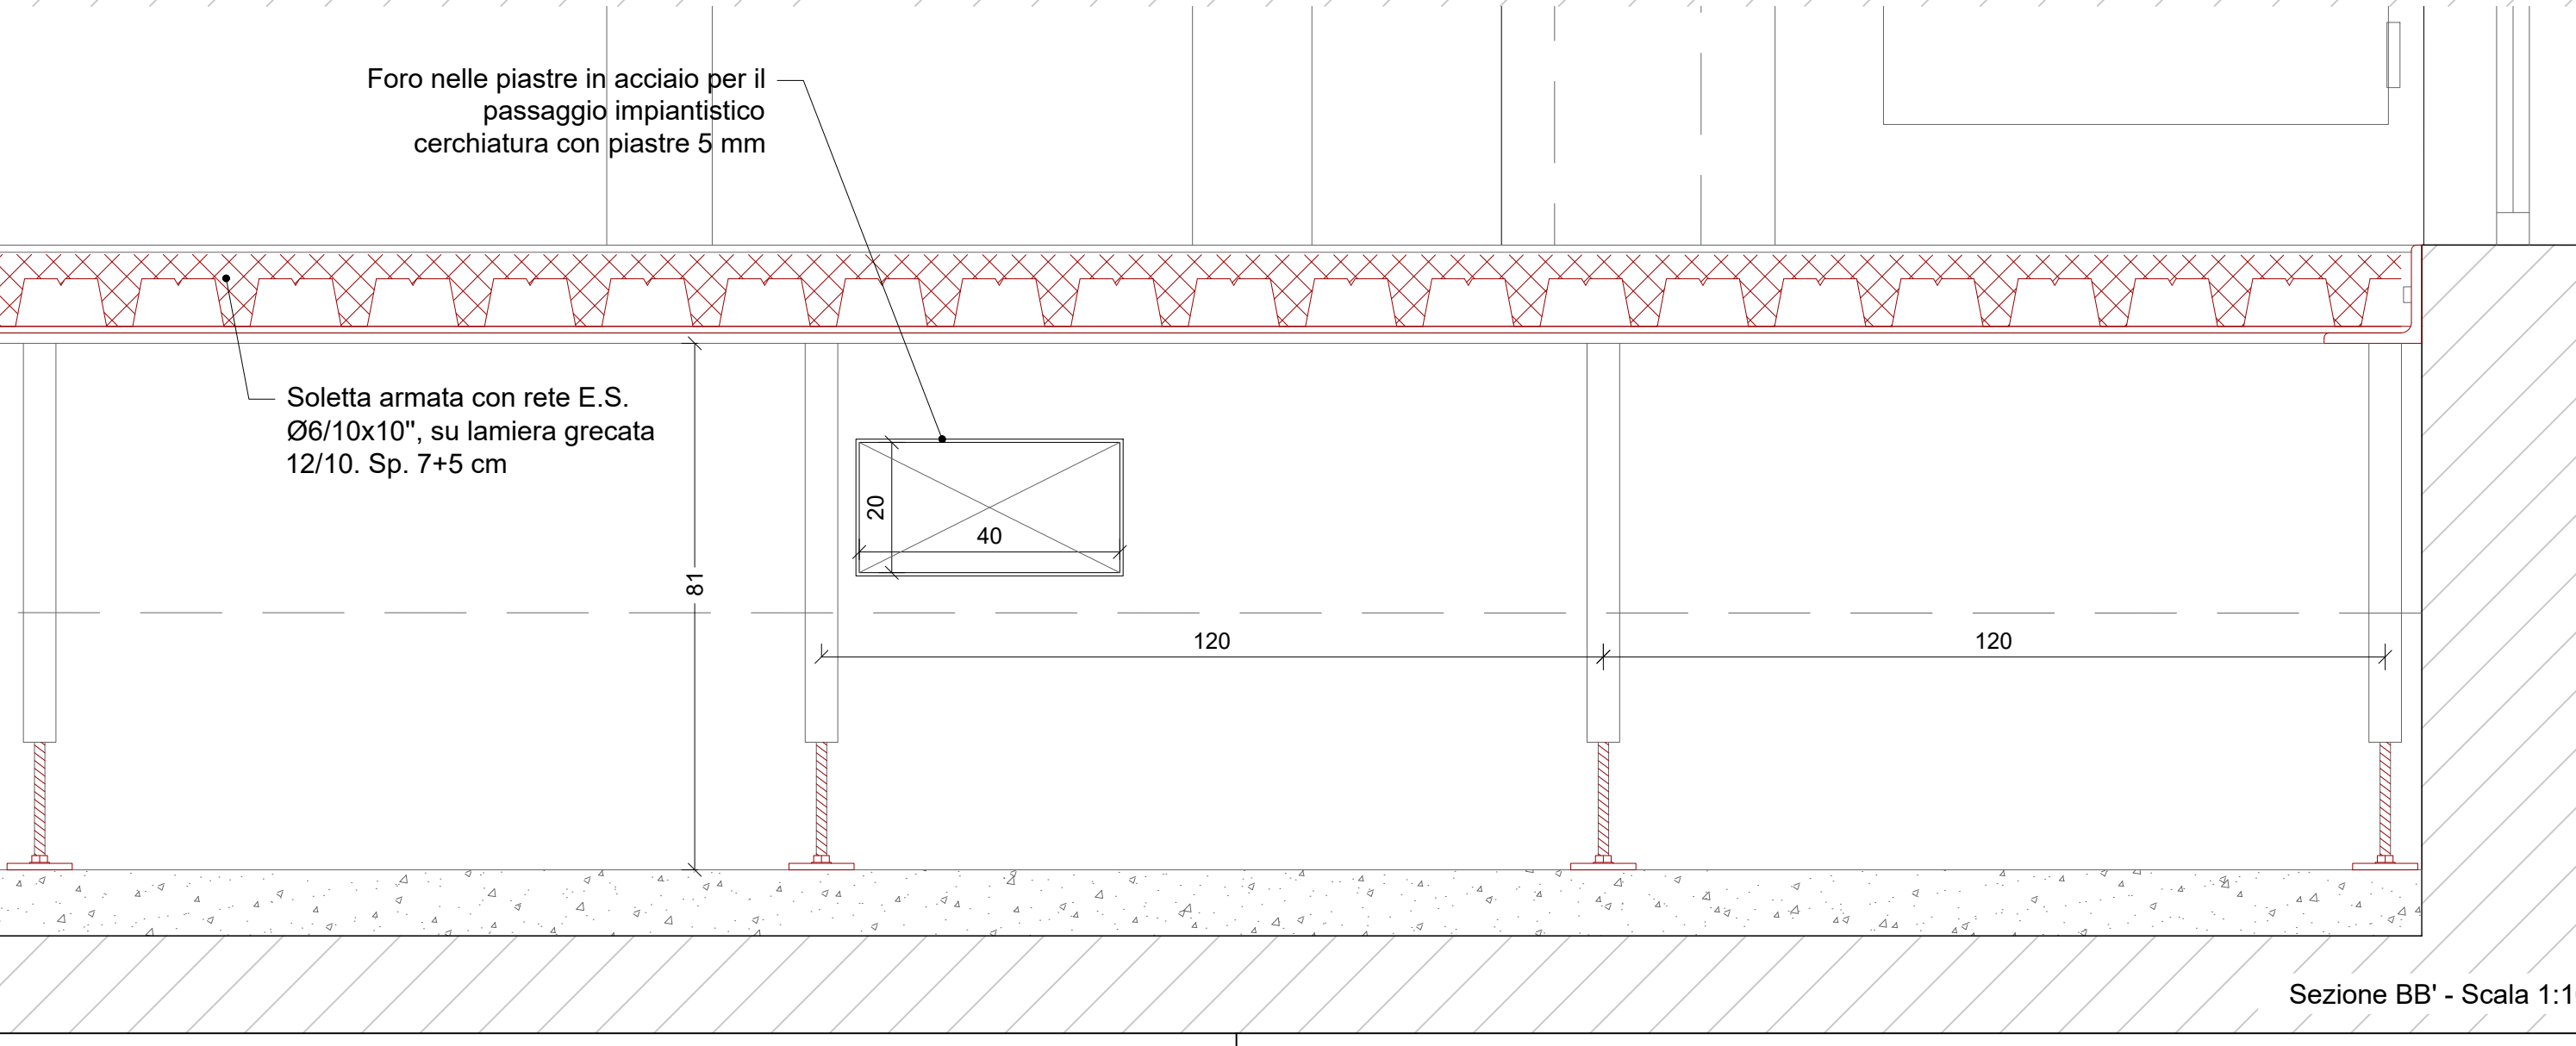 Foro nelle piastre in acciaio per il
passaggio impiantistico
cerchiatura con piastre 5 mm
Soletta armata con rete E.S.
Ø6/10x10", su lamiera grecata
12/10. Sp. 7+5 cm
20
40
81
120
120
Sezione BB' - Scala 1:1